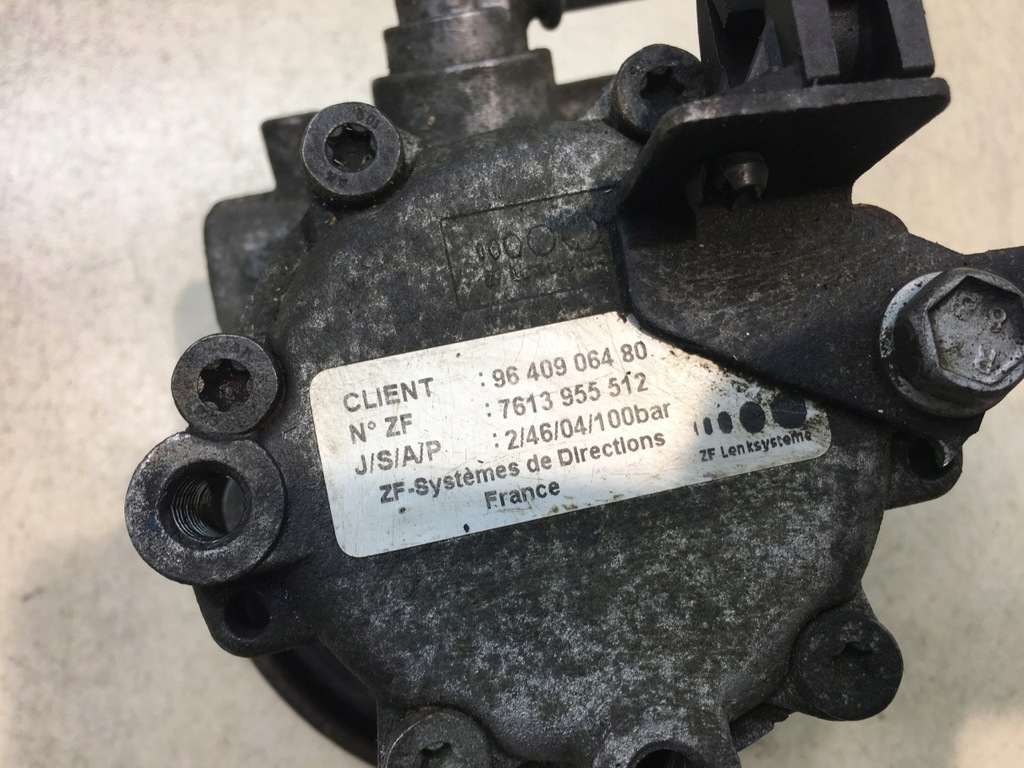 CLIENT : 96 409 064 80
N° ZF : 7613 955 512
J/S/A/P : 2/46/04/100bar
ZF-Systèmes de Directions
France
ZF Lenksysteme